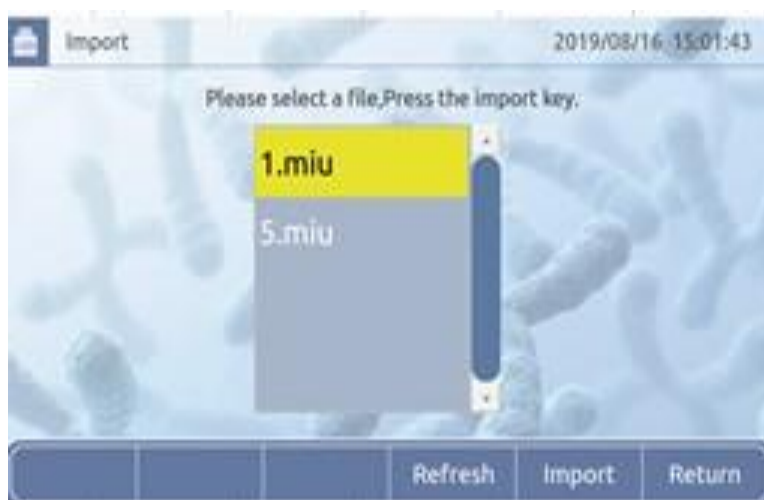 Import 2019/08/16 15:01:43
Please select a file,Press the import key.
1.miu
5.miu
Refresh Import Return